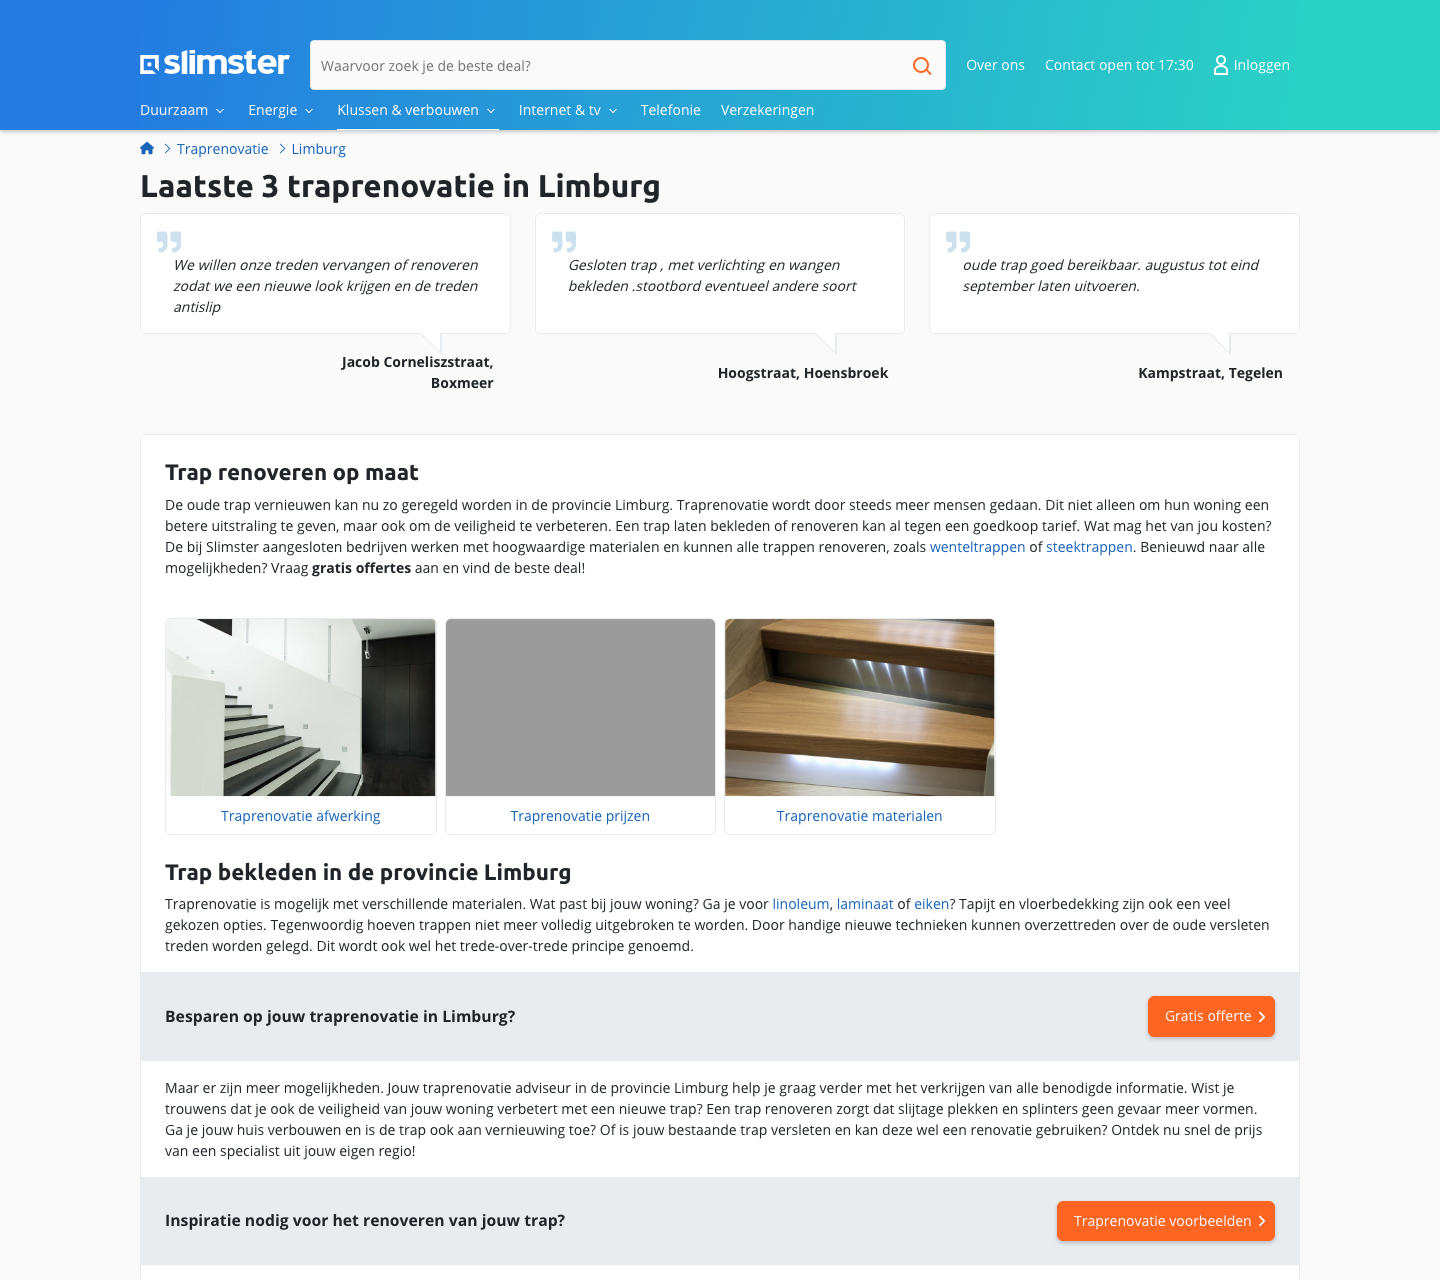 slimster
Waarvoor zoek je de beste deal?
Over ons
Contact open tot 17:30
Inloggen
Duurzaam
Energie
Klussen & verbouwen
Internet & tv
Telefonie
Verzekeringen
Traprenovatie
Limburg
Laatste 3 traprenovatie in Limburg
We willen onze treden vervangen of renoveren
zodat we een nieuwe look krijgen en de treden
antislip
Jacob Corneliszstraat,
Boxmeer
Gesloten trap , met verlichting en wangen
bekleden .stootbord eventueel andere soort
Hoogstraat, Hoensbroek
oude trap goed bereikbaar. augustus tot eind
september laten uitvoeren.
Kampstraat, Tegelen
Trap renoveren op maat
De oude trap vernieuwen kan nu zo geregeld worden in de provincie Limburg. Traprenovatie wordt door steeds meer mensen gedaan. Dit niet alleen om hun woning een
betere uitstraling te geven, maar ook om de veiligheid te verbeteren. Een trap laten bekleden of renoveren kan al tegen een goedkoop tarief. Wat mag het van jou kosten?
De bij Slimster aangesloten bedrijven werken met hoogwaardige materialen en kunnen alle trappen renoveren, zoals wenteltrappen of steektrappen. Benieuwd naar alle
mogelijkheden? Vraag gratis offertes aan en vind de beste deal!
Traprenovatie afwerking
Traprenovatie prijzen
Traprenovatie materialen
Trap bekleden in de provincie Limburg
Traprenovatie is mogelijk met verschillende materialen. Wat past bij jouw woning? Ga je voor linoleum, laminaat of eiken? Tapijt en vloerbedekking zijn ook een veel
gekozen opties. Tegenwoordig hoeven trappen niet meer volledig uitgebroken te worden. Door handige nieuwe technieken kunnen overzettreden over de oude versleten
treden worden gelegd. Dit wordt ook wel het trede-over-trede principe genoemd.
Besparen op jouw traprenovatie in Limburg?
Gratis offerte
Maar er zijn meer mogelijkheden. Jouw traprenovatie adviseur in de provincie Limburg help je graag verder met het verkrijgen van alle benodigde informatie. Wist je
trouwens dat je ook de veiligheid van jouw woning verbetert met een nieuwe trap? Een trap renoveren zorgt dat slijtage plekken en splinters geen gevaar meer vormen.
Ga je jouw huis verbouwen en is de trap ook aan vernieuwing toe? Of is jouw bestaande trap versleten en kan deze wel een renovatie gebruiken? Ontdek nu snel de prijs
van een specialist uit jouw eigen regio!
Inspiratie nodig voor het renoveren van jouw trap?
Traprenovatie voorbeelden